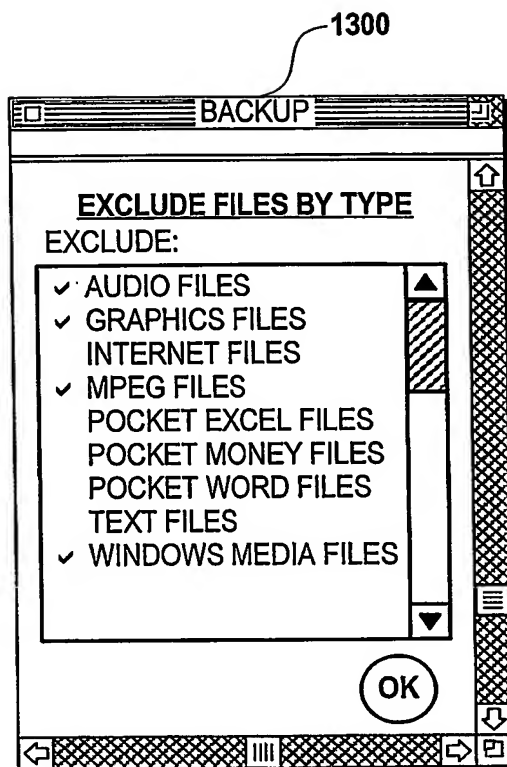 1300
BACKUP
EXCLUDE FILES BY TYPE
EXCLUDE:
✓ AUDIO FILES
✓ GRAPHICS FILES
INTERNET FILES
✓ MPEG FILES
POCKET EXCEL FILES
POCKET MONEY FILES
POCKET WORD FILES
TEXT FILES
✓ WINDOWS MEDIA FILES
OK